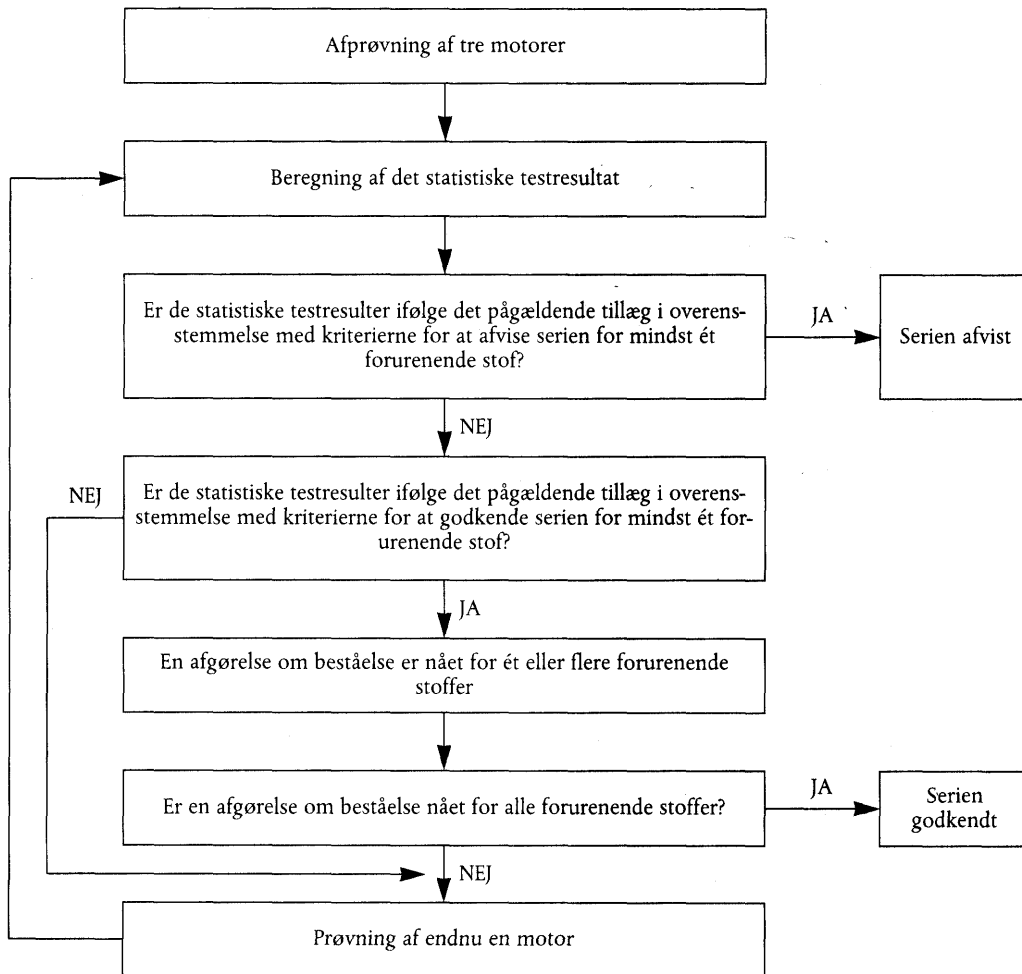 Afprøvning af tre motorer
Beregning af det statistiske testresultat
Er de statistiske testresulter ifølge det pågældende tillæg i overens-
stemmelse med kriterierne for at afvise serien for mindst ét
forurenende stof?
JA
Serien afvist
NEJ
NEJ
Er de statistiske testresulter ifølge det pågældende tillæg i overens-
stemmelse med kriterierne for at godkende serien for mindst ét for-
urenende stof?
JA
En afgørelse om beståelse er nået for ét eller flere forurenende
stoffer
Er en afgørelse om beståelse nået for alle forurenende stoffer?
JA
Serien
godkendt
NEJ
Prøvning af endnu en motor